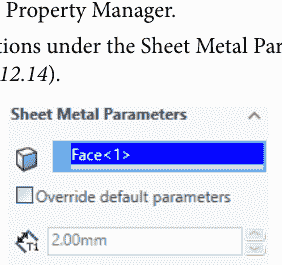 Property Manager.
tions under the Sheet Metal Par
12.14).
Sheet Metal Parameters
Face<1>
Override default parameters
T1
2.00mm